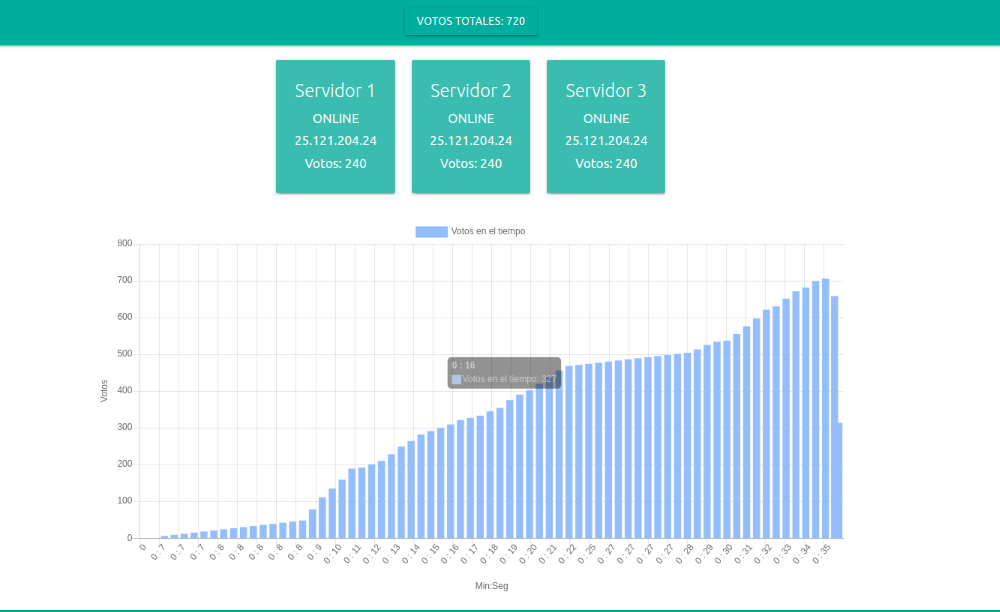 VOTOS TOTALES: 720
Servidor 1
ONLINE
25.121.204.24
Votos: 240
Servidor 2
ONLINE
25.121.204.24
Votos: 240
Servidor 3
ONLINE
25.121.204.24
Votos: 240
Votos en el tiempo
800
700
600
500
400
300
200
100
0
Votos
0 : 16
Votos en el tiempo: 327
0
0 : 7
0 : 7
0 : 7
0 : 8
0 : 8
0 : 8
0 : 8
0 : 8
0 : 9
0 : 10
0 : 11
0 : 12
0 : 13
0 : 14
0 : 15
0 : 16
0 : 17
0 : 18
0 : 19
0 : 20
0 : 21
0 : 22
0 : 25
0 : 27
0 : 27
0 : 27
0 : 27
0 : 28
0 : 29
0 : 30
0 : 31
0 : 32
0 : 33
0 : 34
0 : 35
Min:Seg